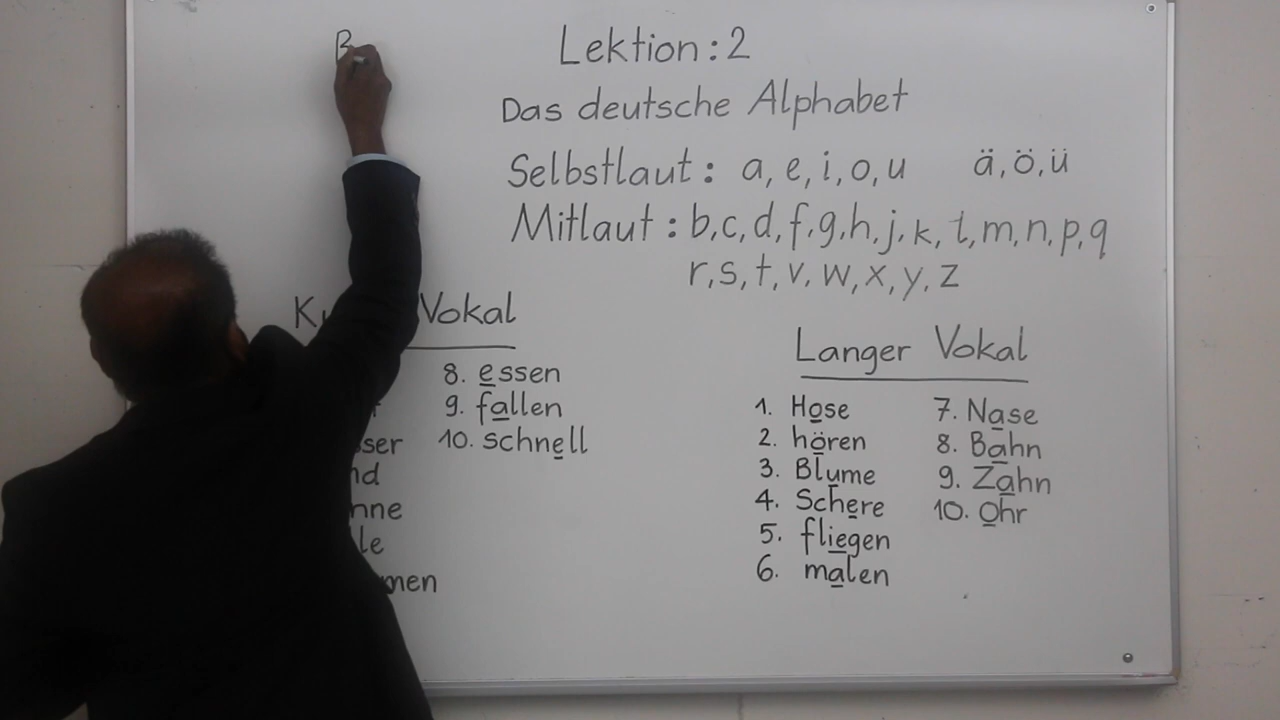 Lektion : 2
Das deutsche Alphabet
Selbstlaut : a, e, i, o, u ä, ö, ü
Mitlaut : b, c, d, f, g, h, j, k, l, m, n, p, q
r, s, t, v, w, x, y, z
Vokal
8. essen
9. fallen
10. schnell
Langer Vokal
1. Hose
2. hören
3. Blume
4. Schere
5. fliegen
6. malen
7. Nase
8. Bahn
9. Zahn
10. Ohr